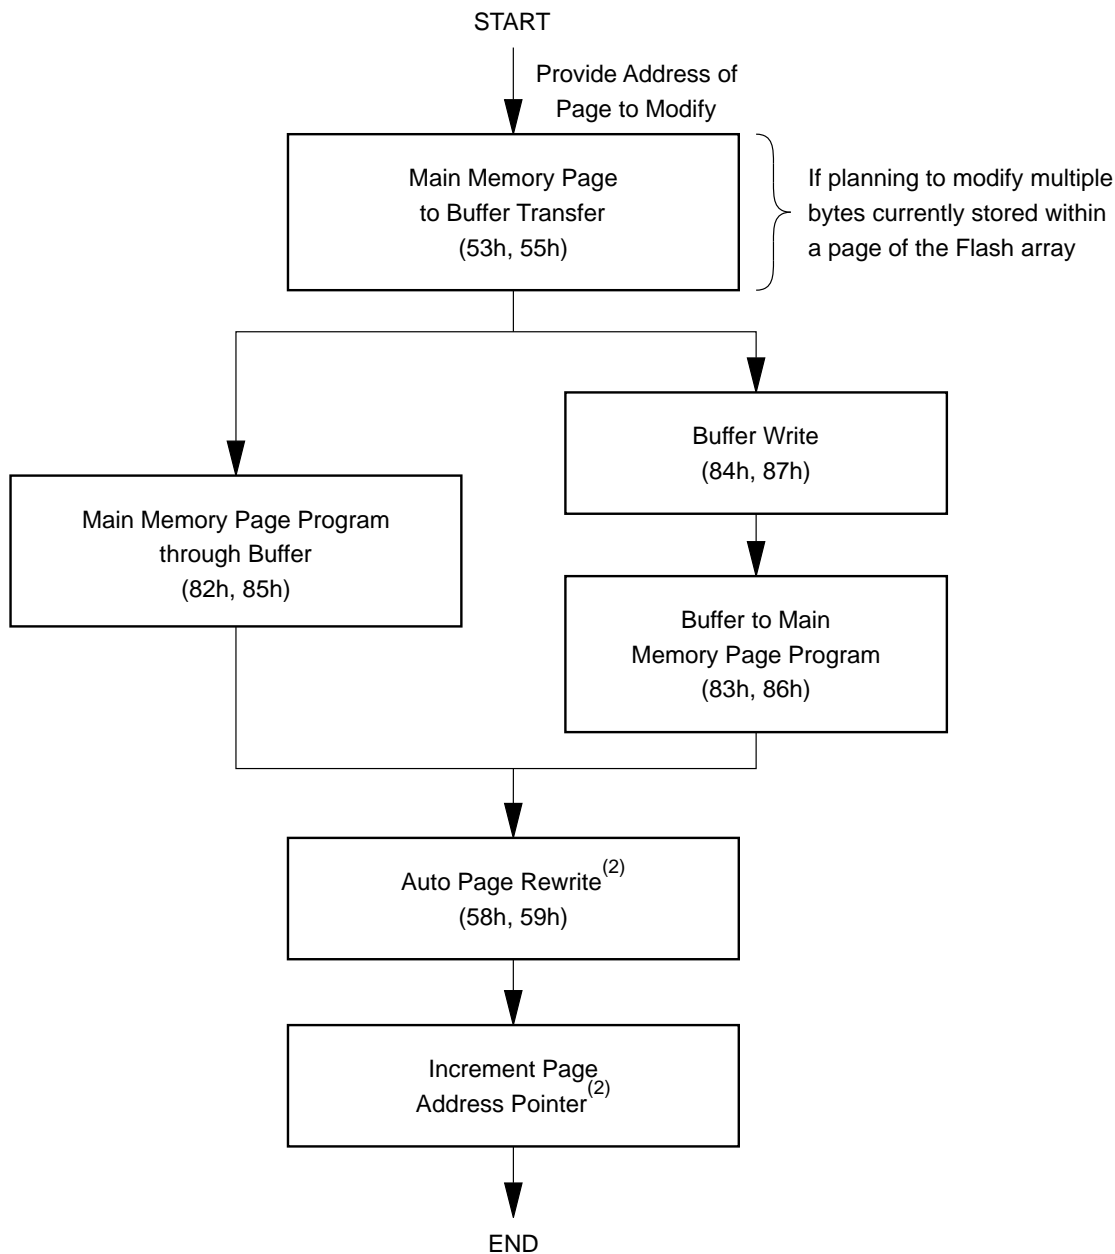 START
Provide Address of
Page to Modify
Main Memory Page
to Buffer Transfer
(53h, 55h)
If planning to modify multiple
bytes currently stored within
a page of the Flash array
Buffer Write
(84h, 87h)
Main Memory Page Program
through Buffer
(82h, 85h)
Buffer to Main
Memory Page Program
(83h, 86h)
Auto Page Rewrite(2)
(58h, 59h)
Increment Page
Address Pointer(2)
END